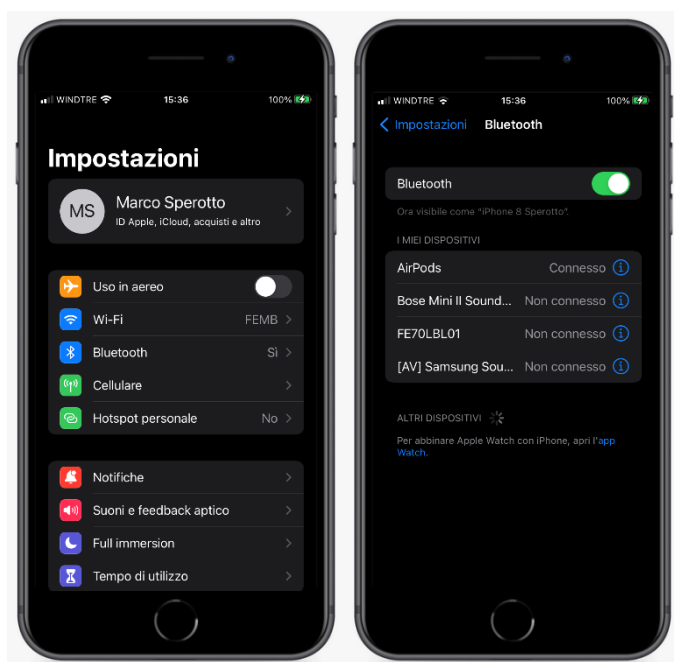 WINDTRE 15:36 100%
Impostazioni
MS
Marco Sperotto
ID Apple, iCloud, acquisti e altro
Uso in aereo
Wi-Fi FEMB
Bluetooth Sì
Cellulare
Hotspot personale No
Notifiche
Suoni e feedback aptico
Full immersion
Tempo di utilizzo
WINDTRE 15:36 100%
Impostazioni Bluetooth
Bluetooth
Ora visibile come "iPhone 8 Sperotto".
I MIEI DISPOSITIVI
AirPods Connesso
Bose Mini II Sound... Non connesso
FE70LBL01 Non connesso
[AV] Samsung Sou... Non connesso
ALTRI DISPOSITIVI
Per abbinare Apple Watch con iPhone, apri l'app
Watch.